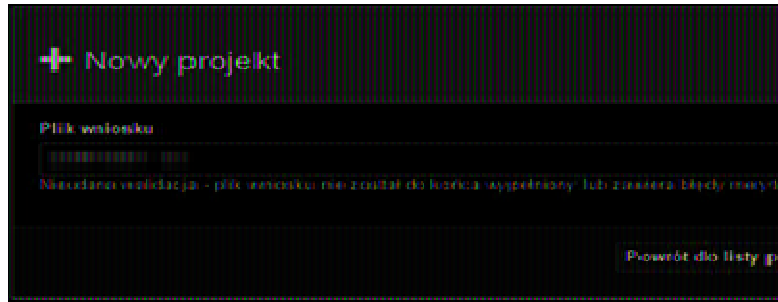 Nowy projekt
Plik wniosku
Nieudana walidacja - plik wniosku nie został do końca wypełniony lub zawiera błędy
Powrót do listy